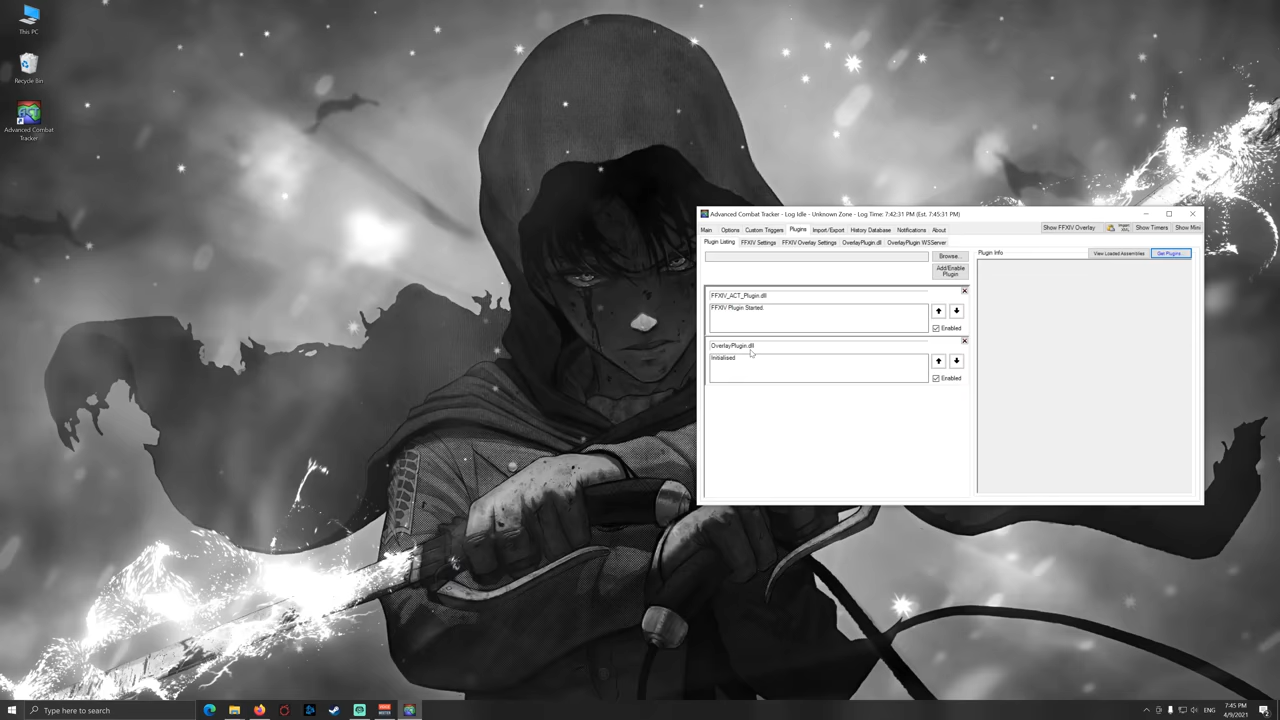 This PC
Recycle Bin
Advanced Combat
Tracker
Advanced Combat Tracker - Log Idle - Unknown Zone - Log Time: 7:42:31 PM (Est. 7:45:31 PM)
Main Options Custom Triggers Plugins Import/Export History Database Notifications About
Show FFXIV Overlay Show Timers Show Mini
Plugin Listing FFXIV Settings FFXIV Overlay Settings OverlayPlugin.dll OverlayPlugin WSServer
Browse...
Add/Enable
Plugin
Plugin Info View Loaded Assemblies Get Plugins...
FFXIV_ACT_Plugin.dll
FFXIV Plugin Started.
Enabled
OverlayPlugin.dll
Initialised
Enabled
Type here to search
ENG
7:45 PM
4/9/2021
2